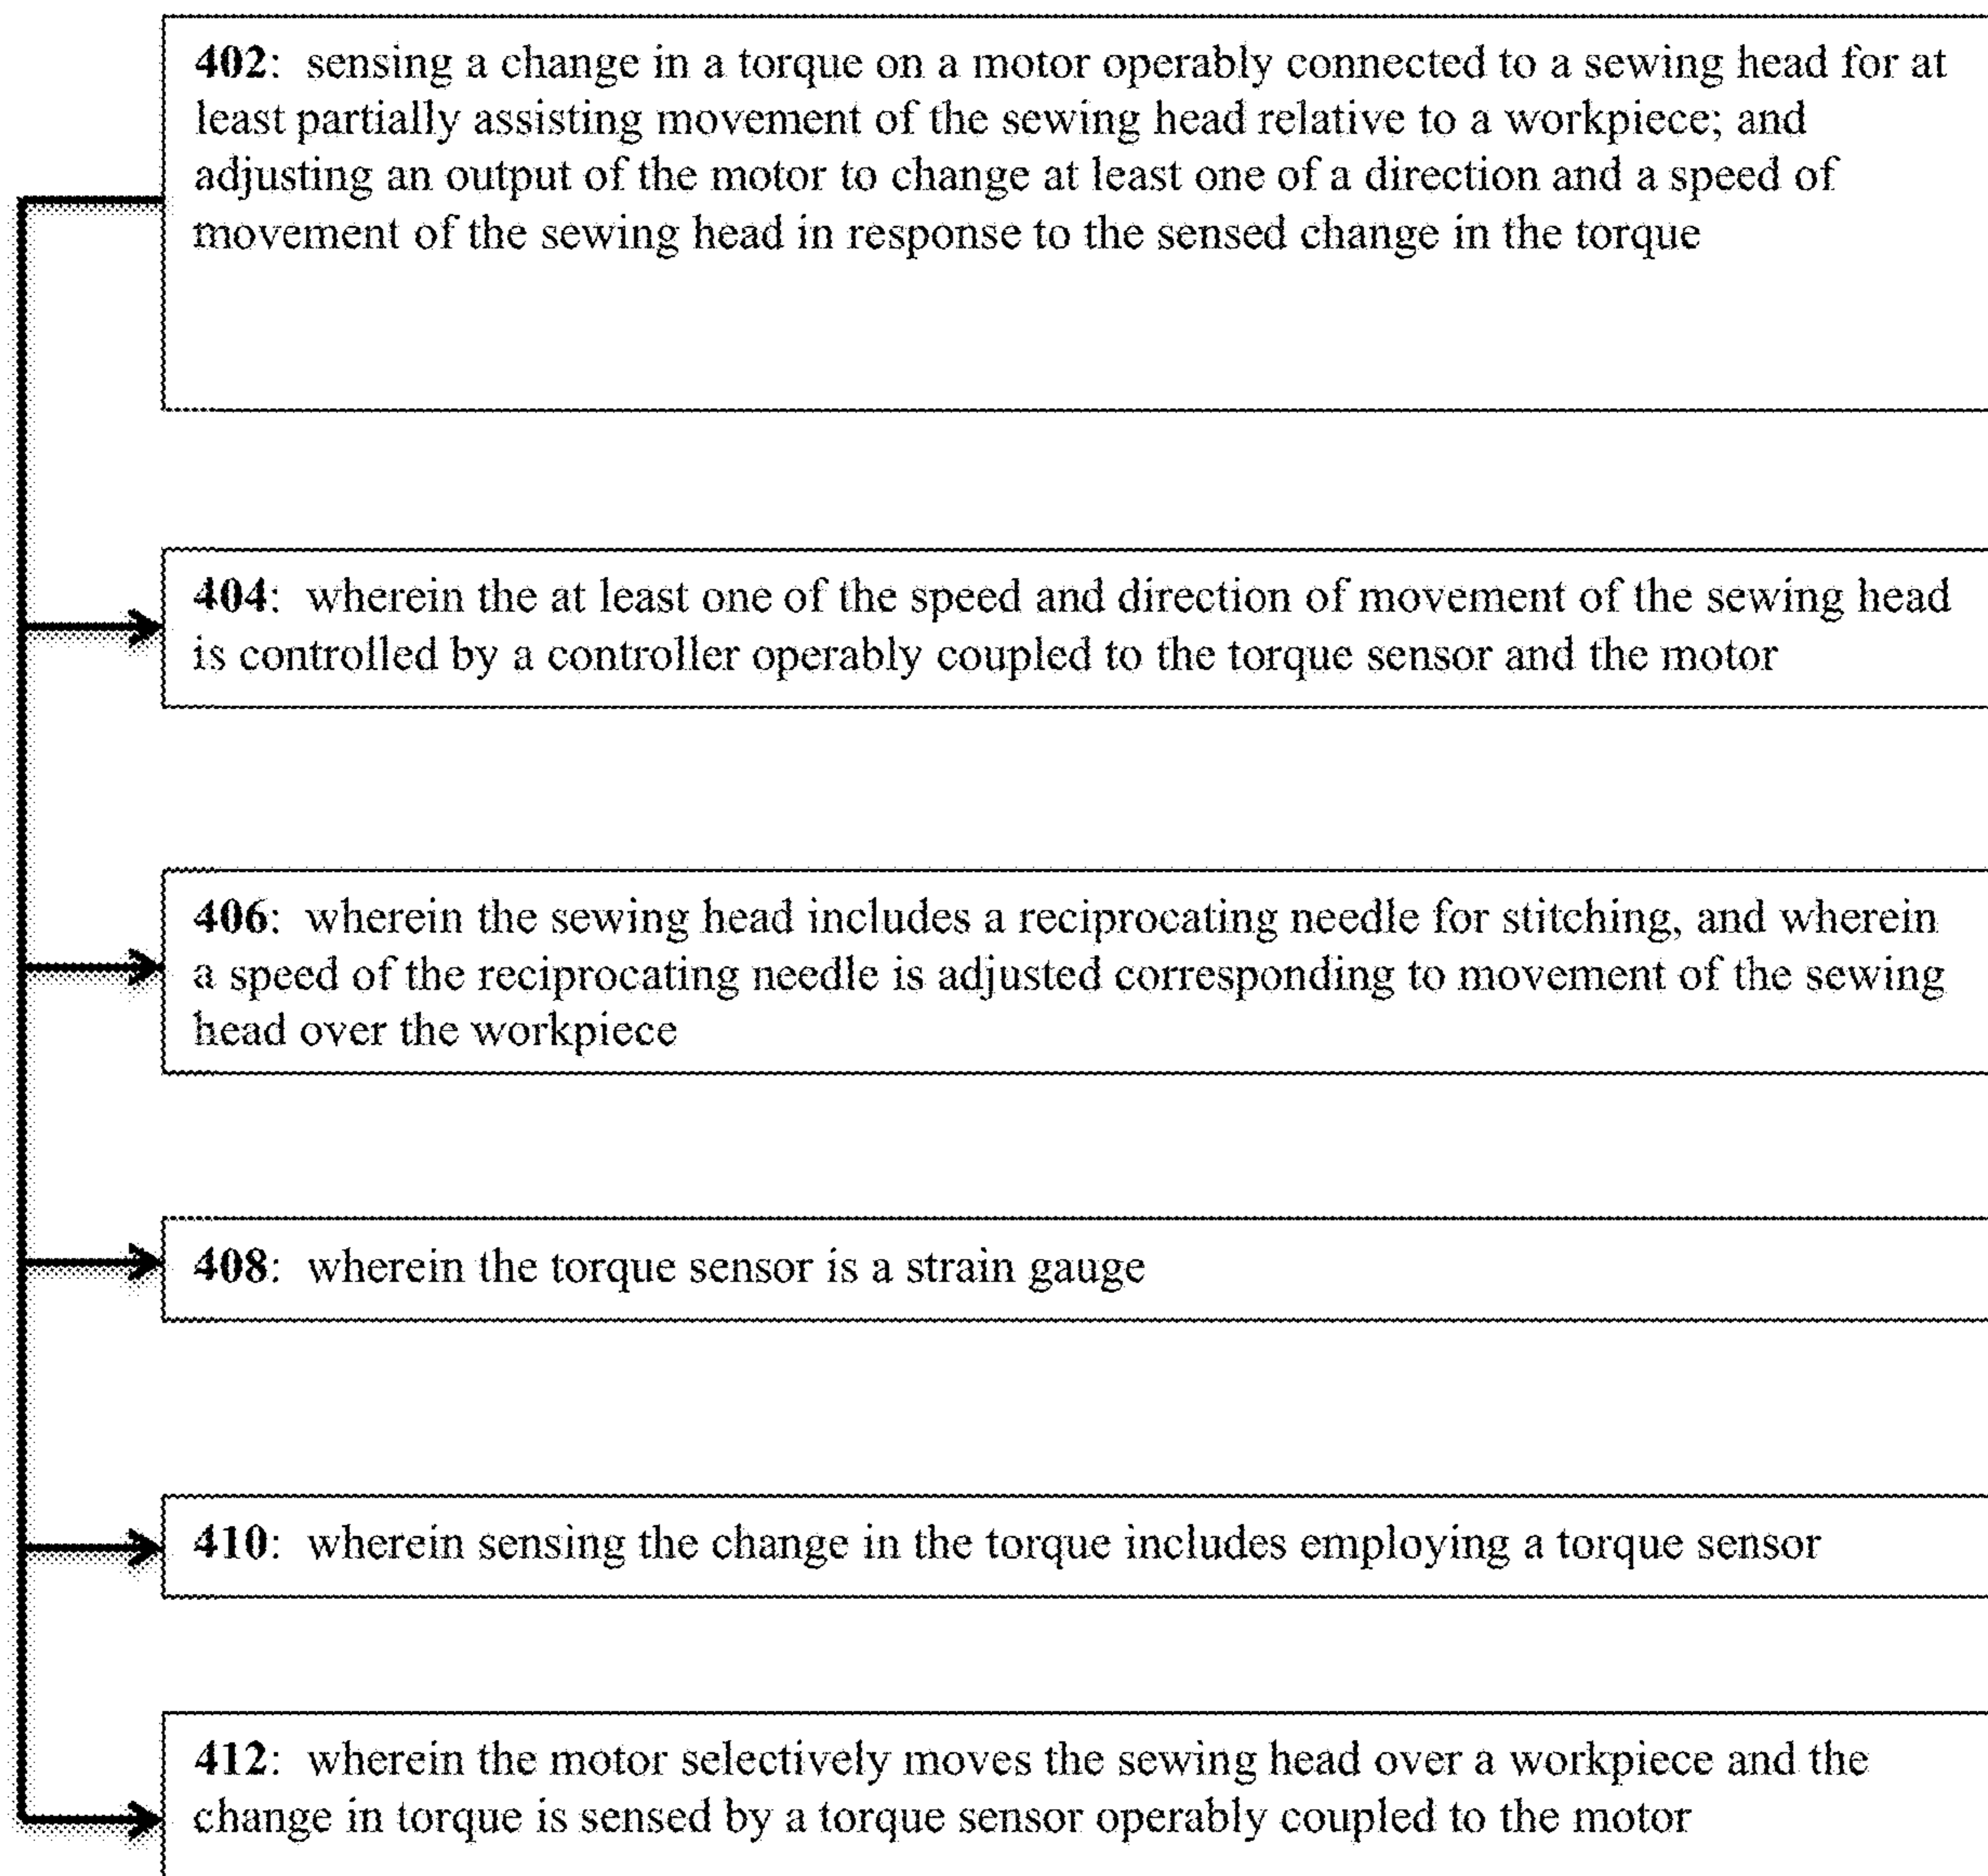 402: sensing a change in a torque on a motor operably connected to a sewing head for at
least partially assisting movement of the sewing head relative to a workpiece; and
adjusting an output of the motor to change at least one of a direction and a speed of
movement of the sewing head in response to the sensed change in the torque
404: wherein the at least one of the speed and direction of movement of the sewing head
is controlled by a controller operably coupled to the torque sensor and the motor
406: wherein the sewing head includes a reciprocating needle for stitching, and wherein
a speed of the reciprocating needle is adjusted corresponding to movement of the sewing
head over the workpiece
408: wherein the torque sensor is a strain gauge
410: wherein sensing the change in the torque includes employing a torque sensor
412: wherein the motor selectively moves the sewing head over a workpiece and the
change in torque is sensed by a torque sensor operably coupled to the motor